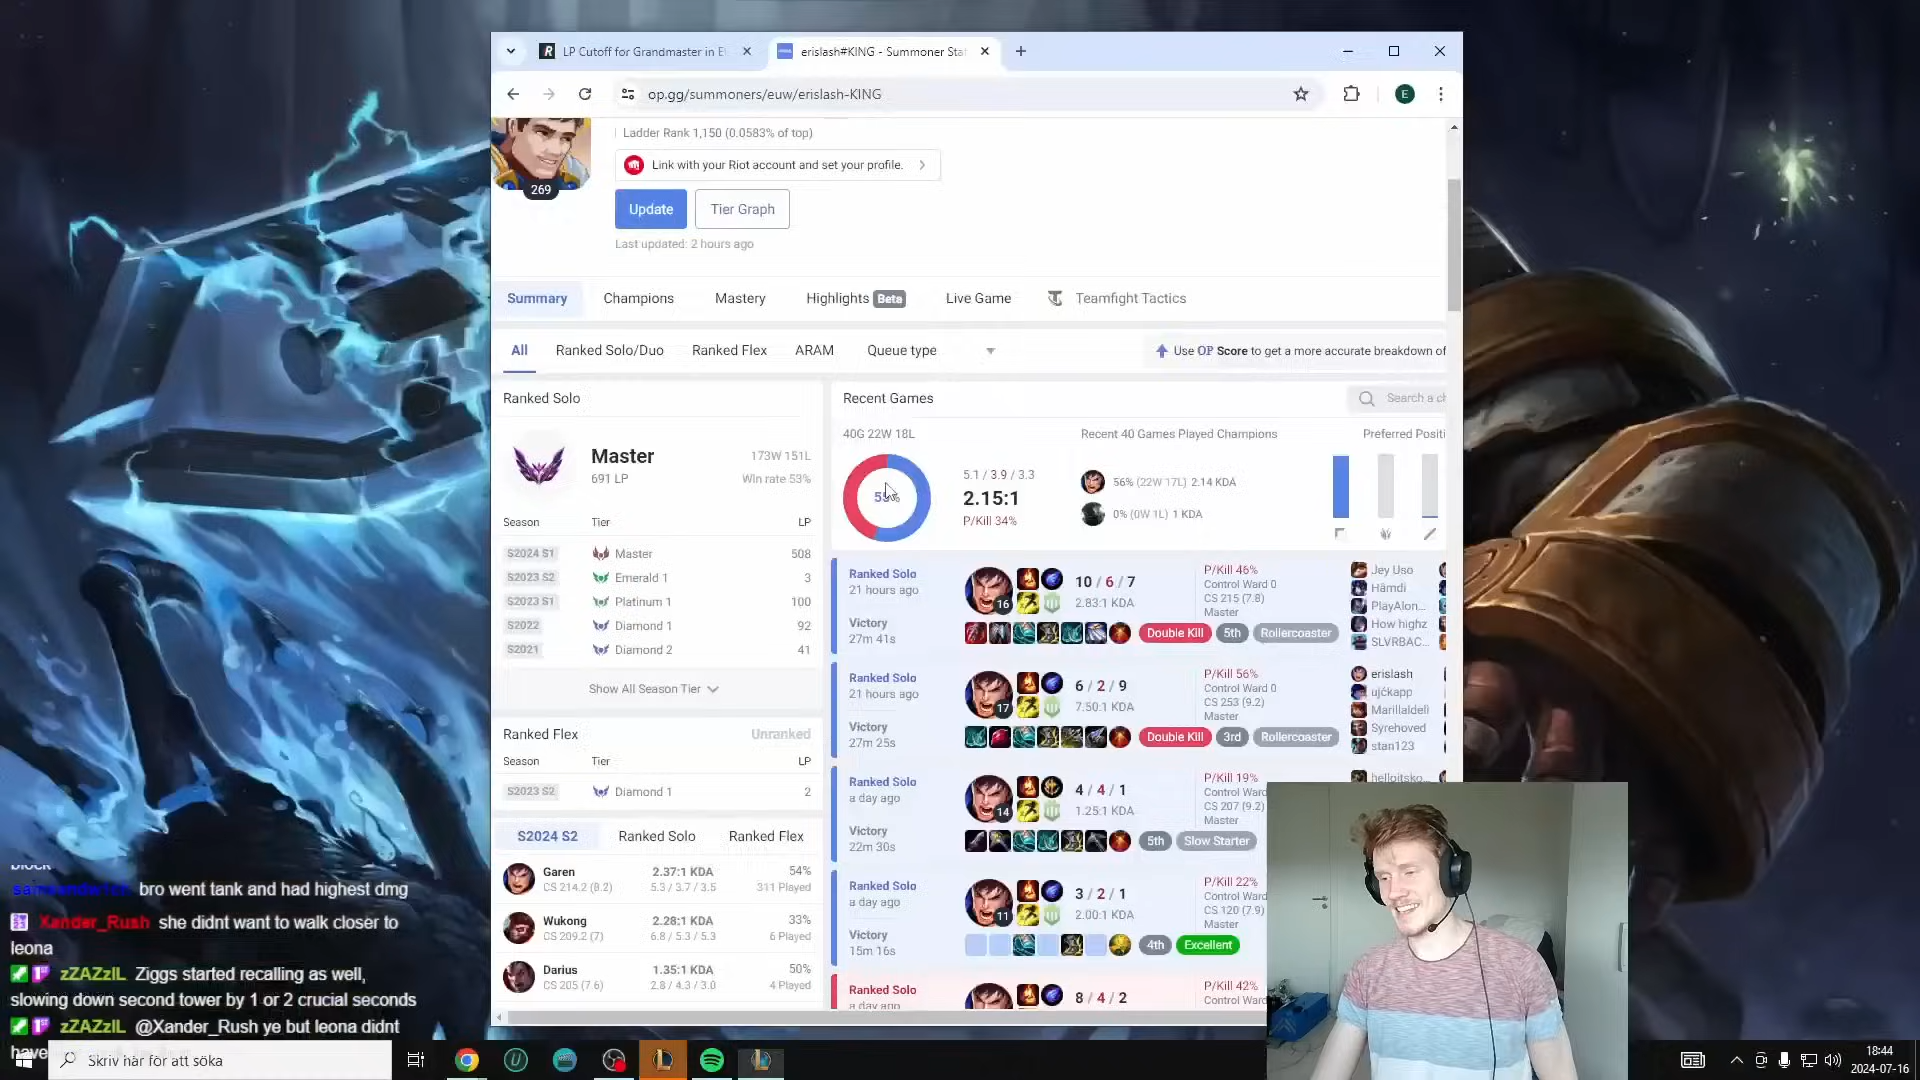 LP Cutoff for Grandmaster in E
erislash#KING - Summoner Stat
op.gg/summoners/euw/erislash-KING
E
Ladder Rank 1,150 (0.0583% of top)
Link with your Riot account and set your profile.
269
Update
Tier Graph
Last updated: 2 hours ago
Summary
Champions
Mastery
Highlights Beta
Live Game
Teamfight Tactics
All
Ranked Solo/Duo
Ranked Flex
ARAM
Queue type
Use OP Score to get a more accurate breakdown of
Ranked Solo
Master
173W 151L
691 LP
Win rate 53%
Season Tier LP
S2024 S1 Master 508
S2023 S2 Emerald 1 3
S2023 S1 Platinum 1 100
S2022 Diamond 1 92
S2021 Diamond 2 41
Show All Season Tier
Ranked Flex Unranked
Season Tier LP
S2023 S2 Diamond 1 2
S2024 S2 Ranked Solo Ranked Flex
Garen 2.37:1 KDA 54%
CS 214.2 (8.2) 5.3 / 3.7 / 3.5 311 Played
Wukong 2.28:1 KDA 33%
CS 209.2 (7) 6.8 / 5.3 / 5.3 6 Played
Darius 1.35:1 KDA 50%
CS 205 (7.6) 2.8 / 4.3 / 3.0 4 Played
Recent Games
Search a ch
40G 22W 18L
Recent 40 Games Played Champions
Preferred Positi
5.1 / 3.9 / 3.3
2.15:1
P/Kill 34%
56% (22W 17L) 2.14 KDA
0% (0W 1L) 1 KDA
Ranked Solo
21 hours ago
Victory
27m 41s
16
10 / 6 / 7
2.83:1 KDA
P/Kill 46%
Control Ward 0
CS 215 (7.8)
Master
Double Kill 5th Rollercoaster
Jey Uso
Hämdi
PlayAlon...
How highz
SLVRBAC...
Ranked Solo
21 hours ago
Victory
27m 25s
17
6 / 2 / 9
7.50:1 KDA
P/Kill 56%
Control Ward 0
CS 253 (9.2)
Master
Double Kill 3rd Rollercoaster
erislash
ujćkapp
Marillaldeli
Syrehoved
stan123
Ranked Solo
a day ago
Victory
22m 30s
14
4 / 4 / 1
1.25:1 KDA
P/Kill 19%
Control Ward
CS 207 (9.2)
Master
5th Slow Starter
helloitsko...
Ranked Solo
a day ago
Victory
15m 16s
11
3 / 2 / 1
2.00:1 KDA
P/Kill 22%
Control Ward
CS 120 (7.9)
Master
4th Excellent
Ranked Solo
a day ago
8 / 4 / 2
P/Kill 42%
Control Ward
bro went tank and had highest dmg
Xander_Rush she didnt want to walk closer to
leona
zZAZzIL Ziggs started recalling as well,
slowing down second tower by 1 or 2 crucial seconds
zZAZzIL @Xander_Rush ye but leona didnt
have
Skriv här för att söka
18:44
2024-07-16